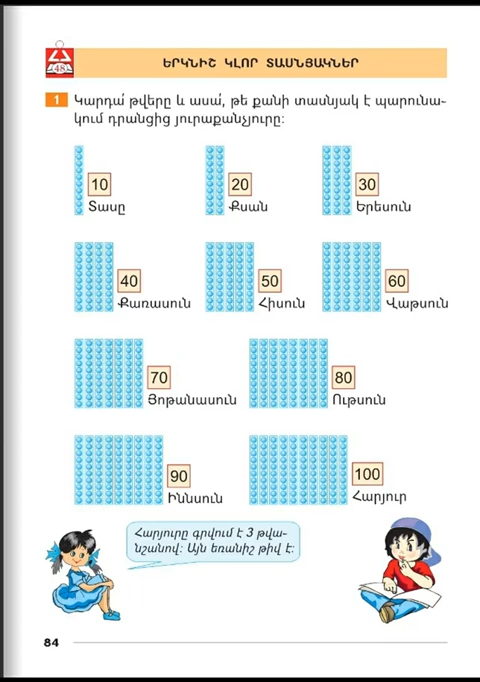 48
ԵՐԿՆԻՇ ԿԼՈՐ ՏԱՍՆՅԱԿՆԵՐ
1 Կարդա՛ թվերը և ասա՛, թե քանի տասնյակ է պարունա-
կում դրանցից յուրաքանչյուրը։
10 20 30
Տասը Քսան Երեսուն
40 50 60
Քառասուն Հիսուն Վաթսուն
70 80
Յոթանասուն Ութսուն
90 100
Իննսուն Հարյուր
Հարյուրը գրվում է 3 թվա-
նշանով։ Այն եռանիշ թիվ է։
84